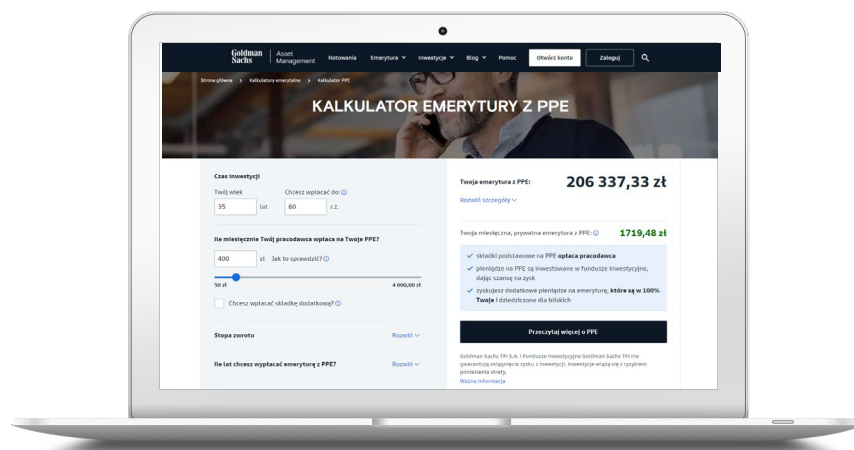 Goldman Sachs | Asset Management Notowania Emerytura Inwestycje Blog Pomoc Otwórz konto Zaloguj
Strona główna > Kalkulatory emerytalne > Kalkulator PPE
KALKULATOR EMERYTURY Z PPE
Czas inwestycji
Twój wiek Chcesz wpłacać do:
35 lat 60 r.ż.
Ile miesięcznie Twój pracodawca wpłaca na Twoje PPE?
400 zł Jak to sprawdzić?
50 zł 4 000,00 zł
Chcesz wpłacać składkę dodatkową?
Stopa zwrotu Rozwiń
Ile lat chcesz wypłacać emeryturę z PPE? Rozwiń
Twoja emerytura z PPE: 206 337,33 zł
Rozwiń szczegóły
Twoja miesięczna, prywatna emerytura z PPE: 1719,48 zł
składki podstawowe na PPE opłaca pracodawca
pieniądze na PPE są inwestowane w fundusze inwestycyjne,
dając szansę na zysk
zyskujesz dodatkowe pieniądze na emeryturę, które są w 100%
Twoje i dziedziczone dla bliskich
Przeczytaj więcej o PPE
Goldman Sachs TFI S.A. i Fundusze Inwestycyjne Goldman Sachs TFI nie
gwarantują osiągnięcia zysku z inwestycji. Inwestycje wiążą się z ryzykiem
poniesienia straty.
Ważna informacja